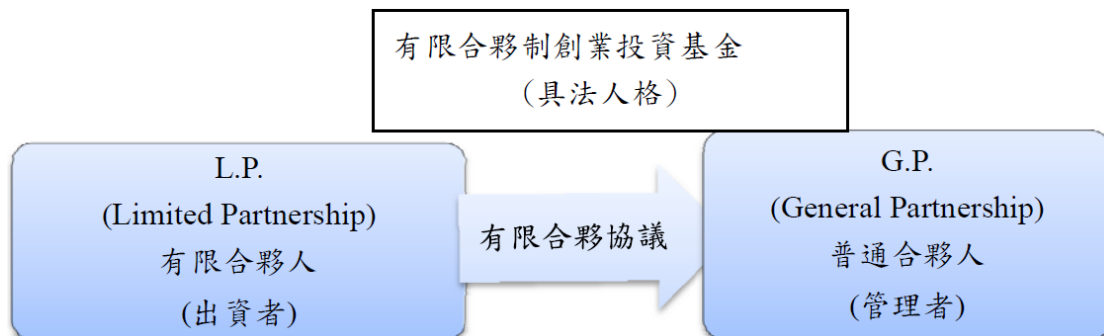 有限合夥制創業投資基金
（具法人格）
L.P.
(Limited Partnership)
有限合夥人
(出資者)
有限合夥協議
G.P.
(General Partnership)
普通合夥人
(管理者)